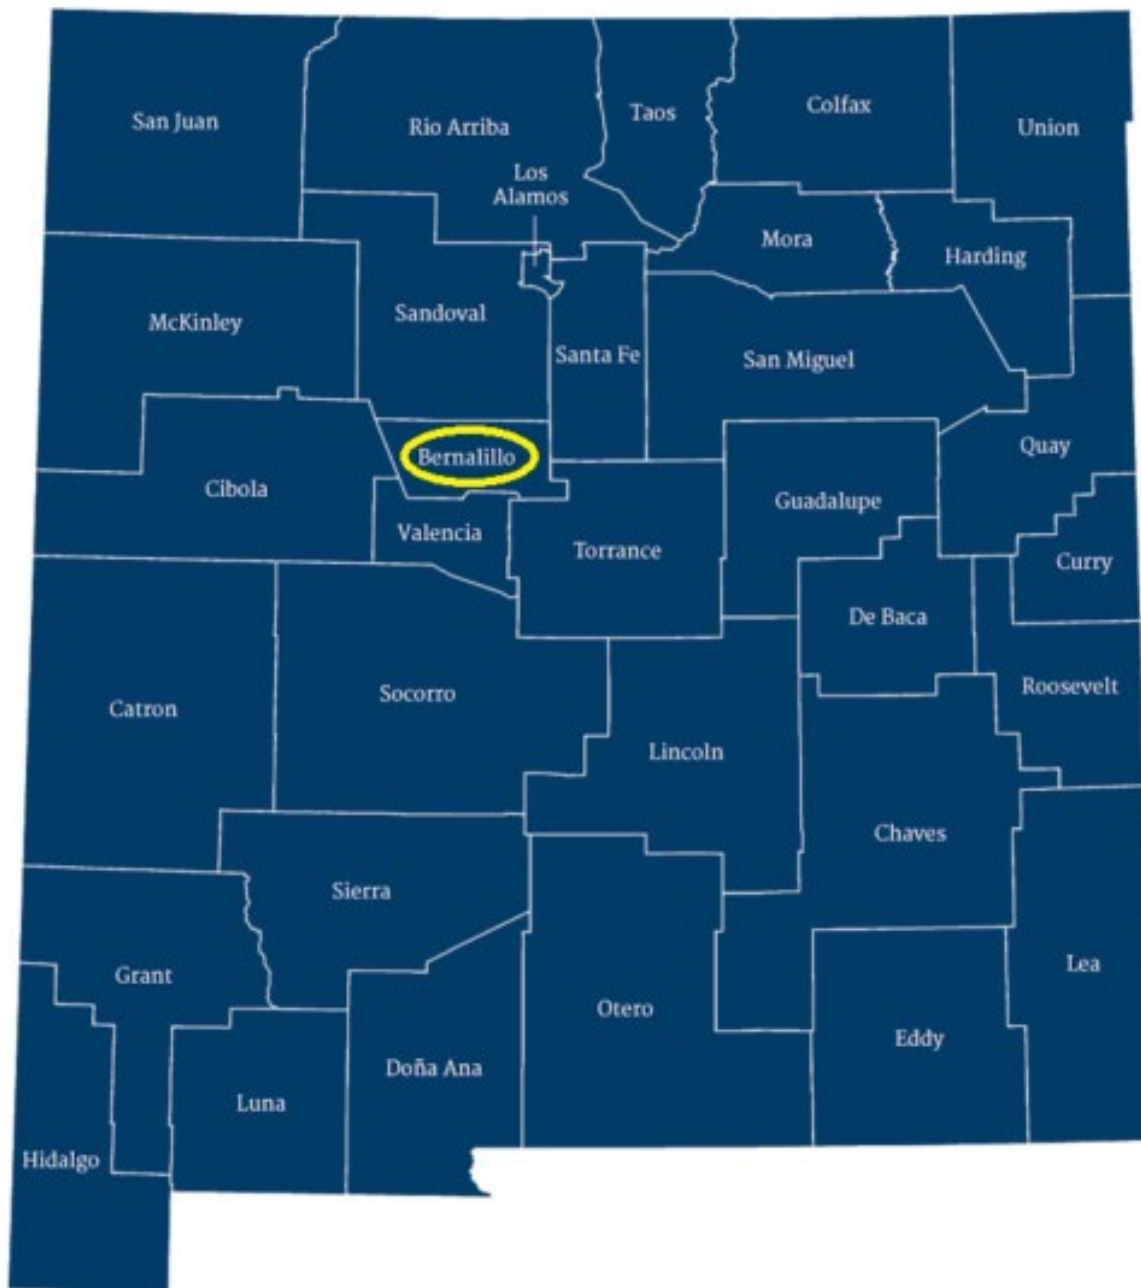 San Juan
Rio Arriba
Taos
Colfax
Union
Los
Alamos
Mora
Harding
McKinley
Sandoval
Santa Fe
San Miguel
Bernalillo
Quay
Cibola
Guadalupe
Valencia
Torrance
Curry
De Baca
Catron
Socorro
Roosevelt
Lincoln
Chaves
Sierra
Lea
Grant
Otero
Eddy
Doña Ana
Luna
Hidalgo